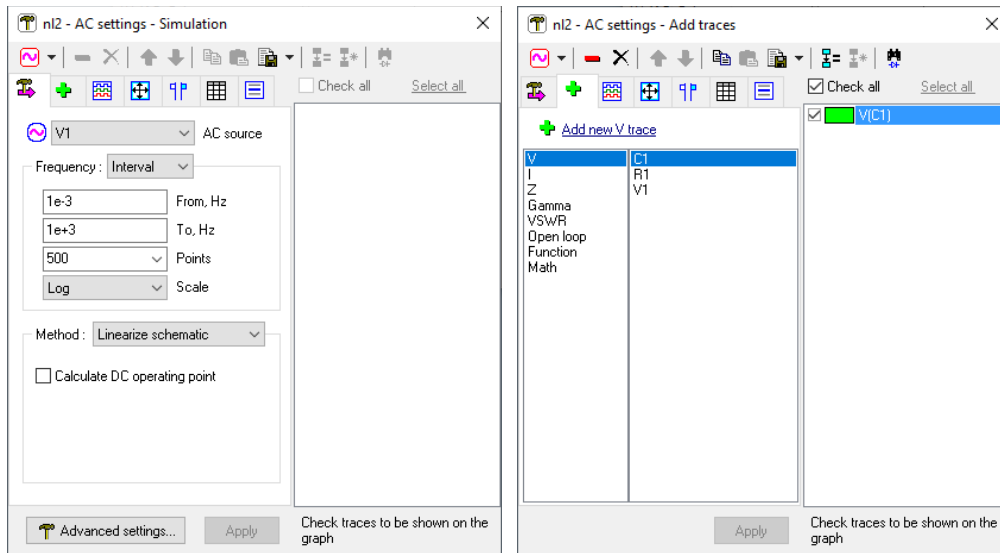 nl2 - AC settings - Simulation
Check all
Select all
V1
AC source
Frequency :
Interval
1e-3
From, Hz
1e+3
To, Hz
500
Points
Log
Scale
Method :
Linearize schematic
Calculate DC operating point
Advanced settings...
Apply
Check traces to be shown on the
graph
nl2 - AC settings - Add traces
Check all
Select all
Add new V trace
V(C1)
V
I
Z
Gamma
VSWR
Open loop
Function
Math
C1
R1
V1
Apply
Check traces to be shown on the
graph